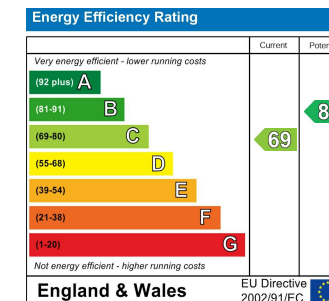 Energy Efficiency Rating
Current
Very energy efficient - lower running costs
(92 plus) A
(81-91) B
(69-80) C
69
(55-68) D
(39-54) E
(21-38) F
(1-20) G
Not energy efficient - higher running costs
England & Wales
EU Directive
2002/91/EC